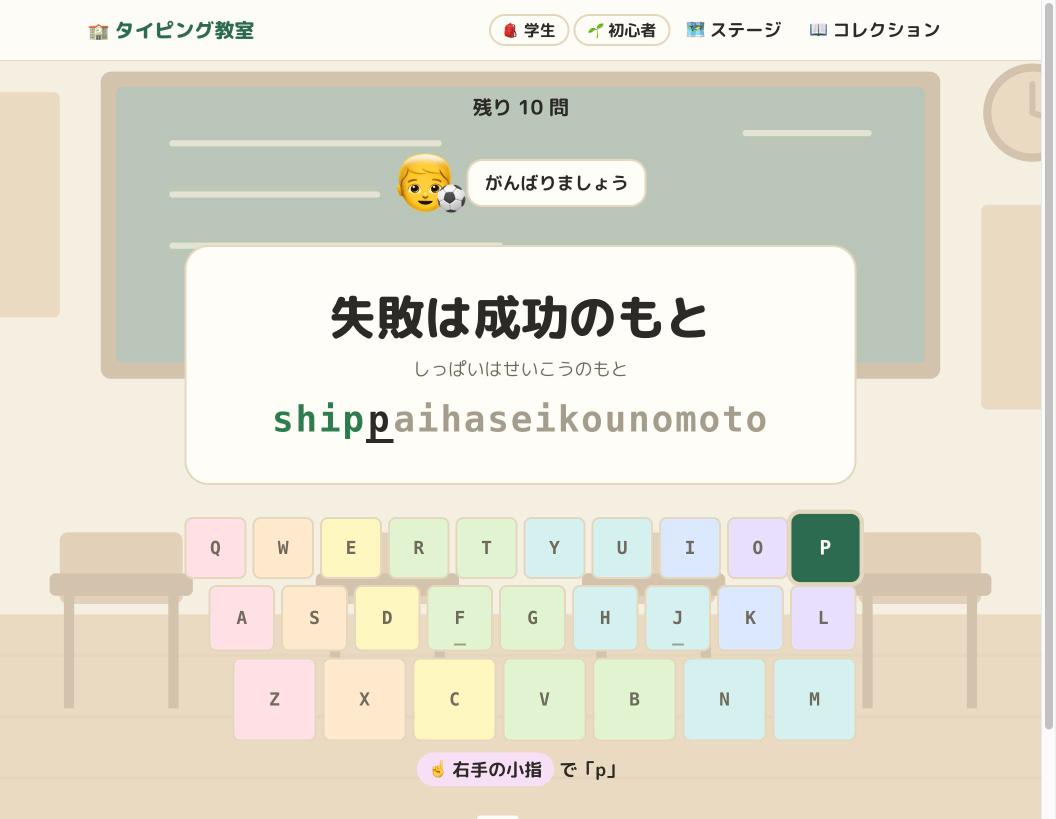 タイピング教室
学生
初心者
ステージ
コレクション
残り 10 問
がんばりましょう
失敗は成功のもと
しっぱいはせいこうのもと
shippaihaseikounomoto
Q W E R T Y U I O P
A S D F G H J K L
Z X C V B N M
右手の小指 で「p」